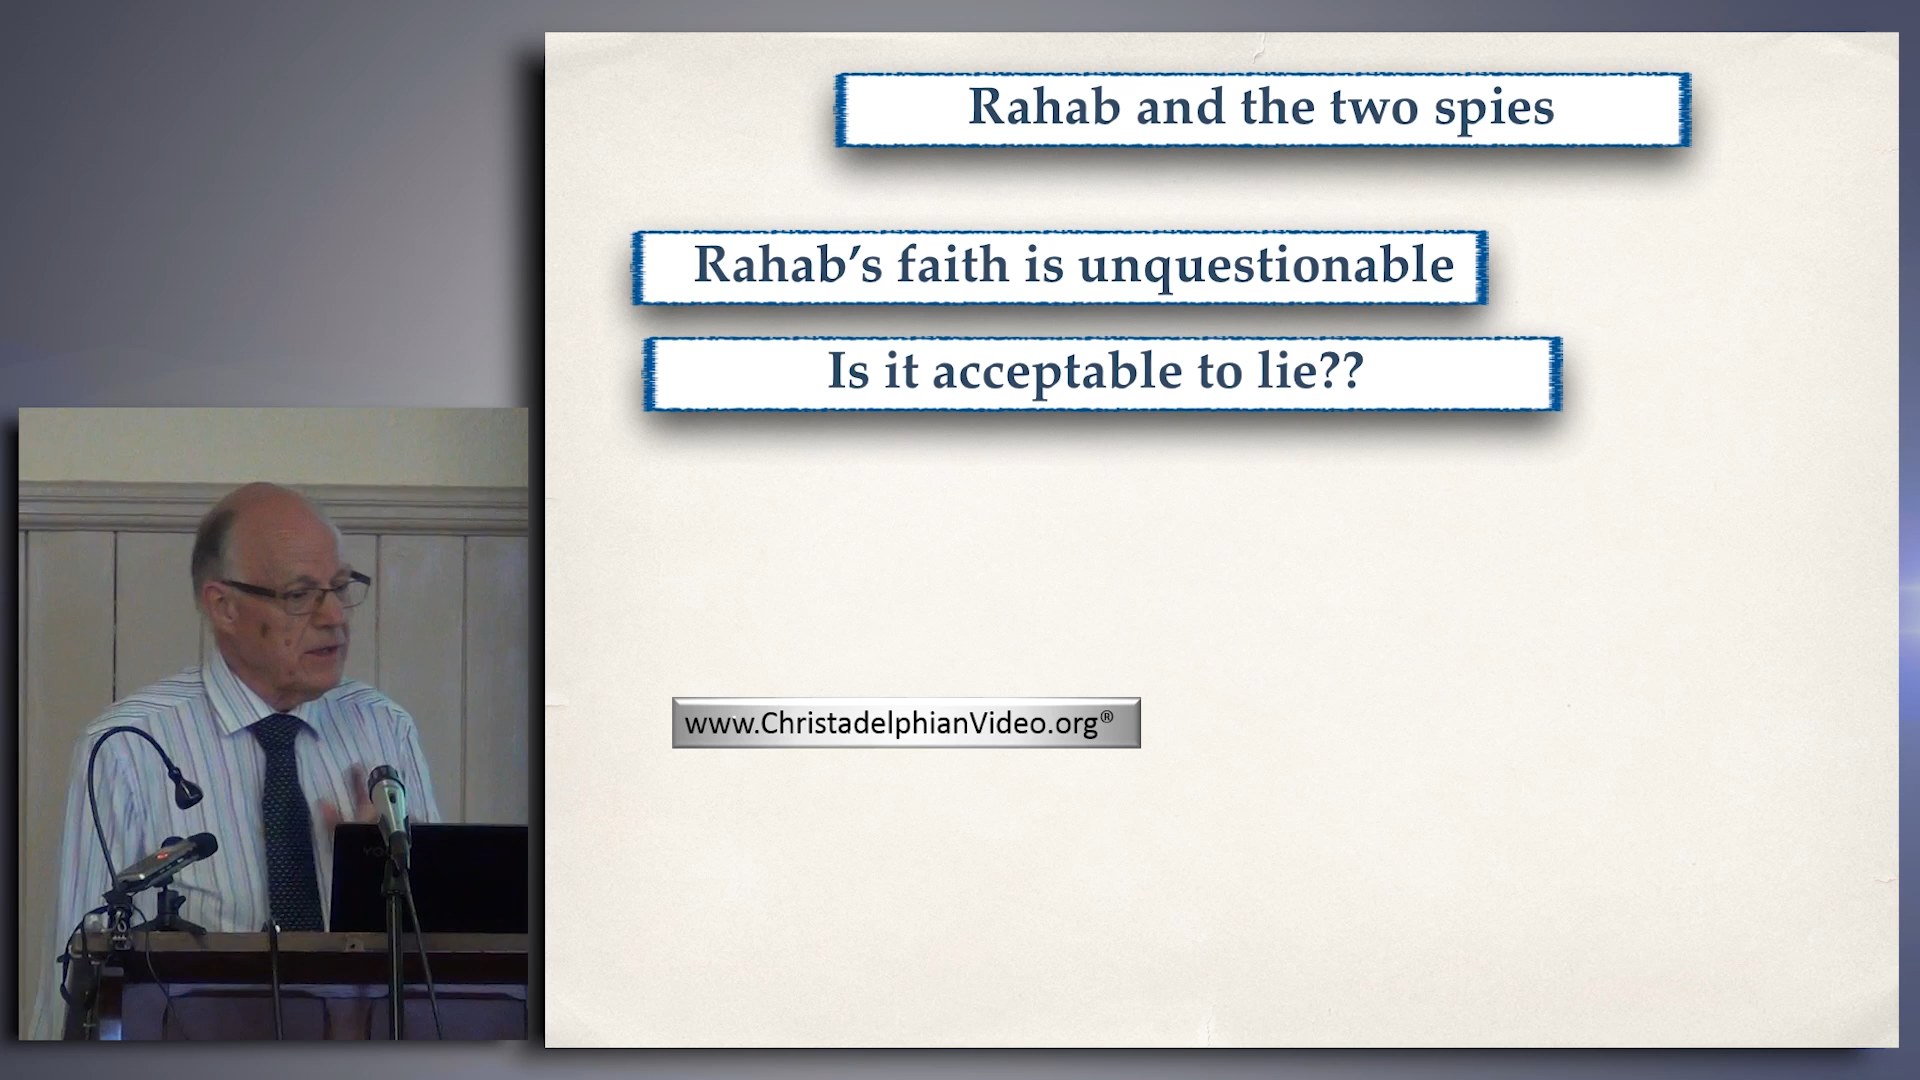 Rahab and the two spies
Rahab’s faith is unquestionable
Is it acceptable to lie??
www.ChristadelphianVideo.org®